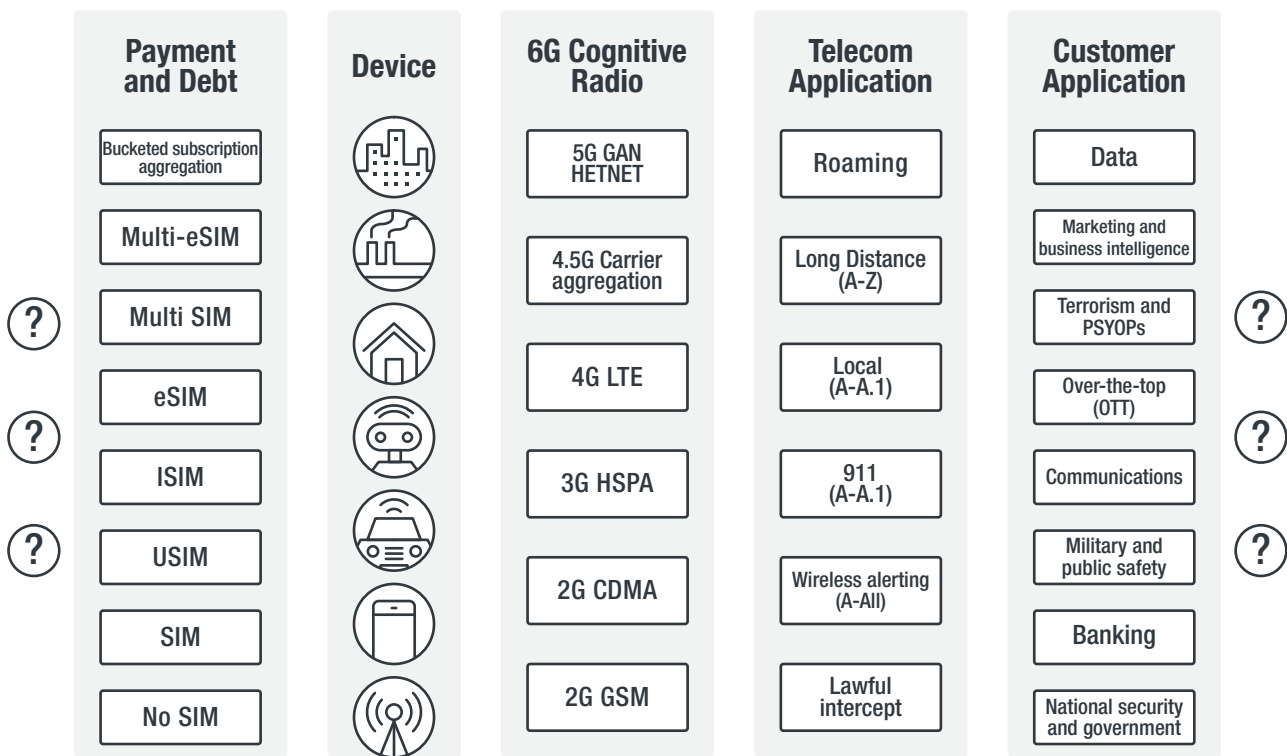 Payment
and Debt
Bucketed subscription
aggregation
Multi-eSIM
Multi SIM
eSIM
ISIM
USIM
SIM
No SIM
?
?
?
Device
6G Cognitive
Radio
5G GAN
HETNET
4.5G Carrier
aggregation
4G LTE
3G HSPA
2G CDMA
2G GSM
Telecom
Application
Roaming
Long Distance
(A-Z)
Local
(A-A.1)
911
(A-A.1)
Wireless alerting
(A-All)
Lawful
intercept
Customer
Application
Data
Marketing and
business intelligence
Terrorism and
PSYOPs
Over-the-top
(OTT)
Communications
Military and
public safety
Banking
National security
and government
?
?
?